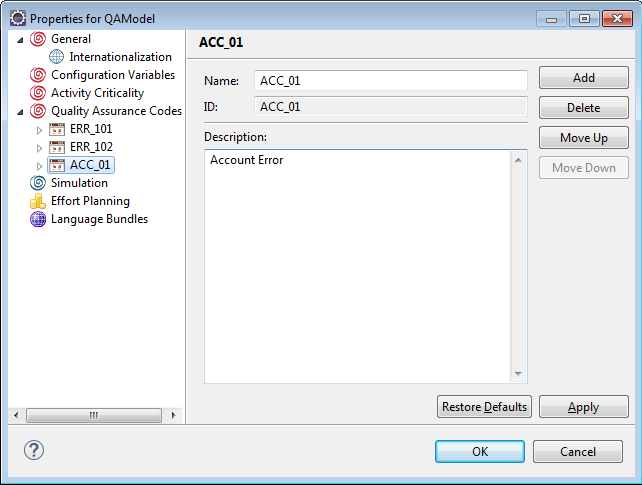 Properties for QAModel
General
Internationalization
Configuration Variables
Activity Criticality
Quality Assurance Codes
ERR_101
ERR_102
ACC_01
Simulation
Effort Planning
Language Bundles
ACC_01
Name: ACC_01
ID: ACC_01
Description:
Account Error
Add
Delete
Move Up
Move Down
Restore Defaults
Apply
?
OK
Cancel